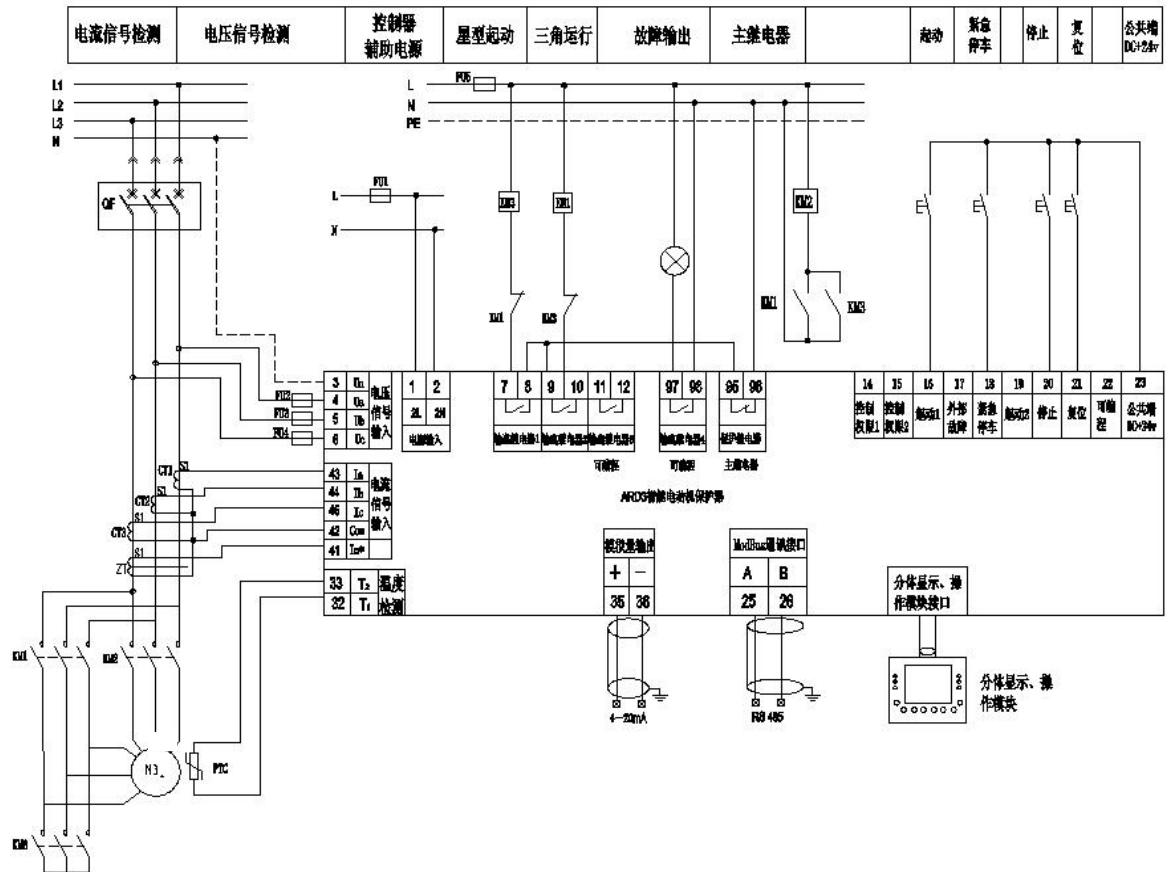 电流信号检测
电压信号检测
控制器
辅助电源
星型起动
三角运行
故障输出
主继电器
起动
紧急
停车
停止
复
位
公共端
DC+24v
L1
L2
L3
N
L
FU5
N
PE
QF
L
FU1
N
KM3
KM1
KM2
KM1
KM3
KM1
KM3
FU2
FU3
FU4
3 Un
4 Ua
5 Ub
6 Uc
电压
信号
输入
1 2
2L 2N
电源输入
7 8 9 10 11 12
可编程
97 98
可编程
95 96
主继电器
14 15 16 17 18 19 20 21 22 23
控制
权限1
控制
权限2
起动1
外部
故障
紧急
停车
起动2
停止
复位
可编
程
公共端
DC+24v
ARD3智能电动机保护器
CT1
S1
CT2
S1
CT3
S1
ZT
S1
43 Ia
44 Ib
45 Ic
42 Com
41
电流
信号
输入
33 T₂
32 T₁
温度
检测
模拟量输出
+ −
35 36
4—20mA
ModBus通讯接口
A B
25 26
RS485
分体显示、操
作模块接口
分体显示、操
作模块
KM1
KM2
PTC
KM3